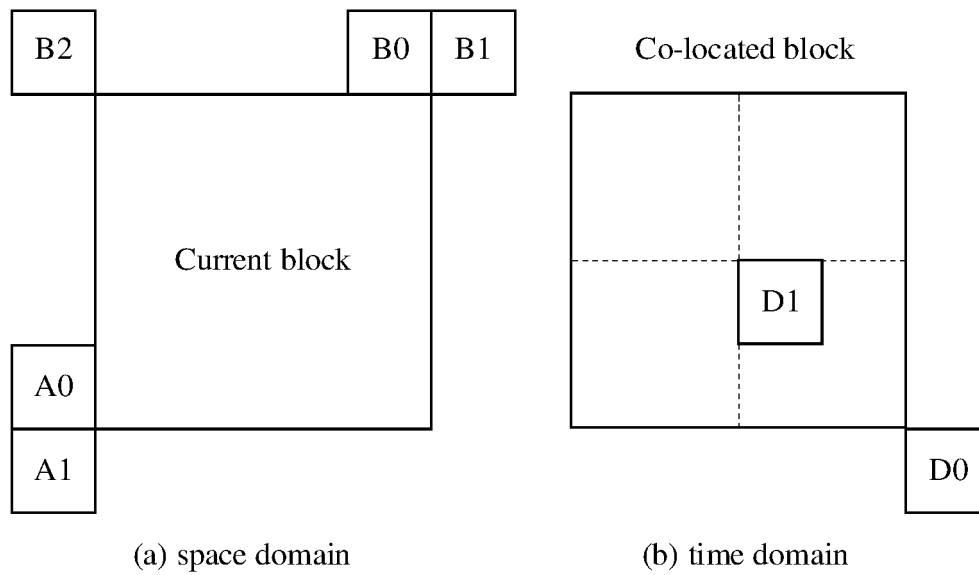 B2
B0
B1
Current block
A0
A1
(a) space domain
Co-located block
D1
D0
(b) time domain